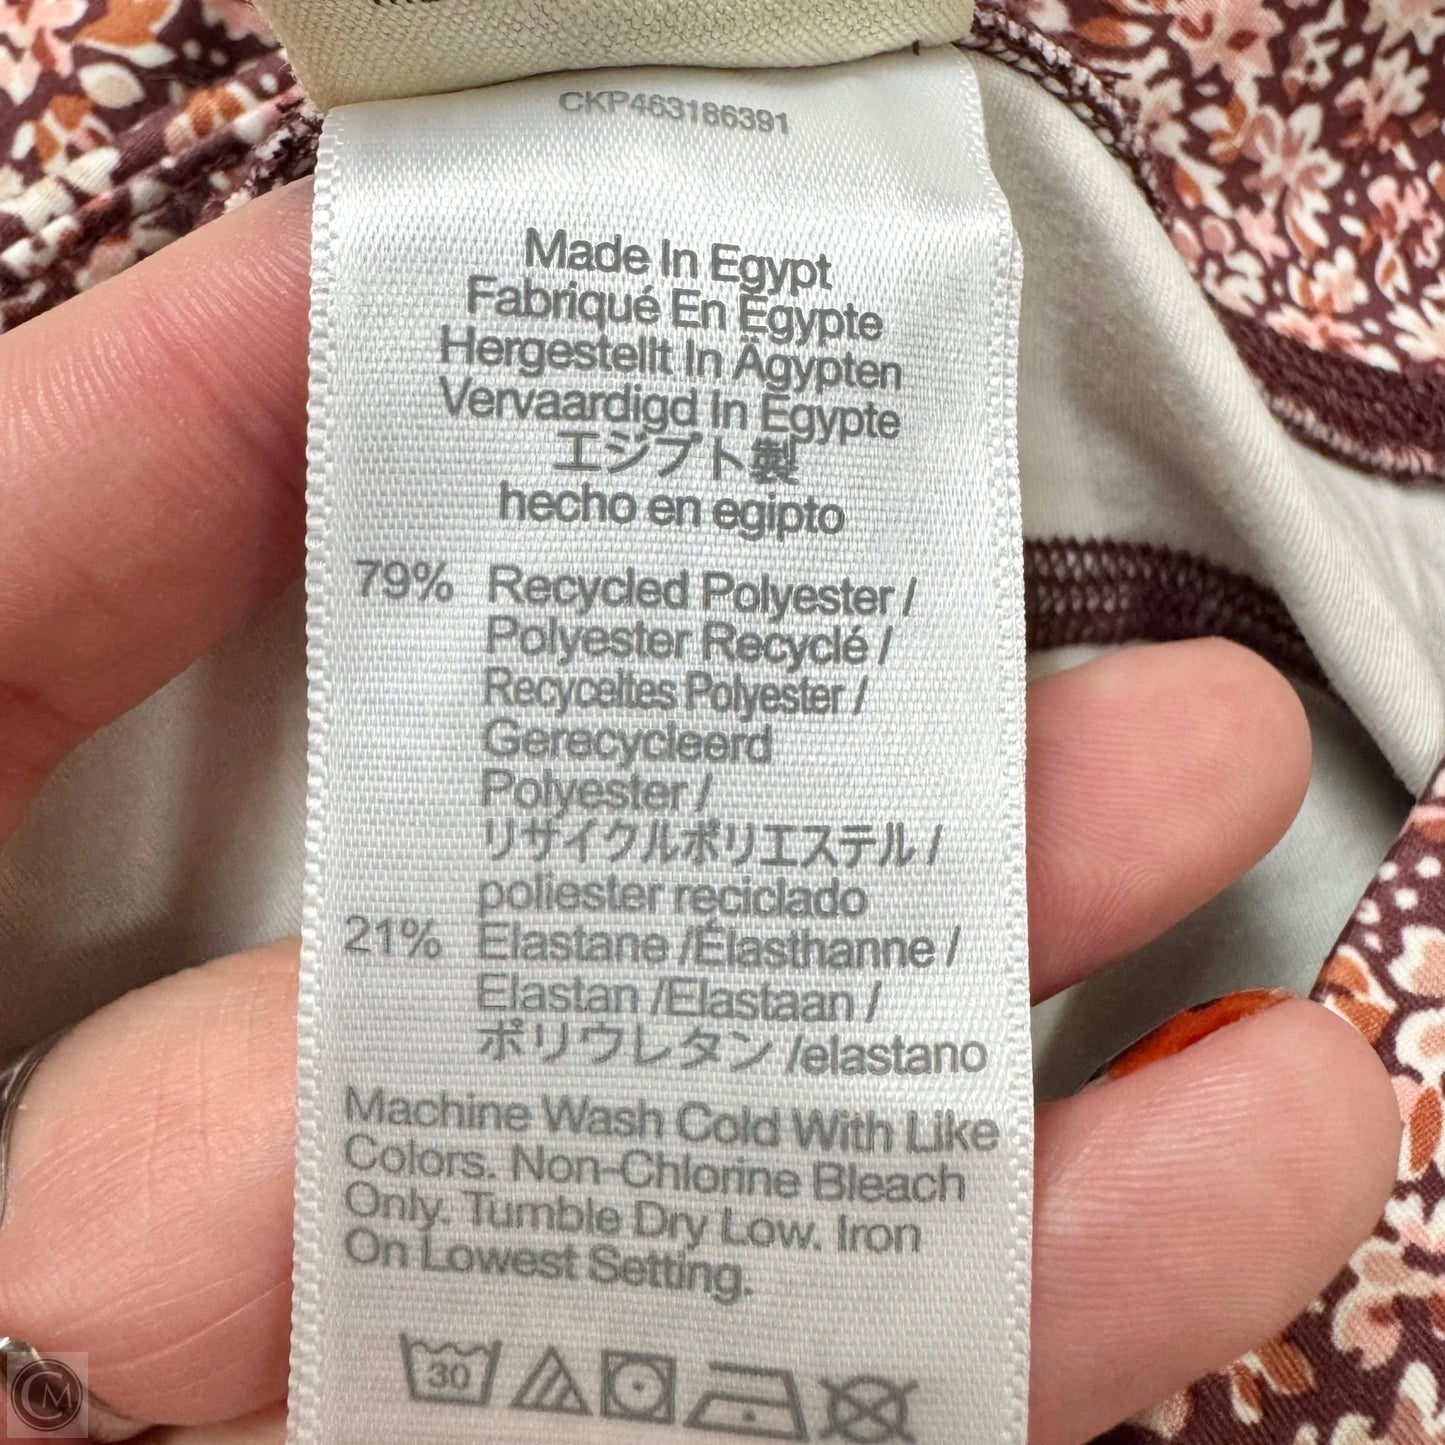 CKP463186391
Made In Egypt
Fabriqué En Egypte
Hergestellt In Ägypten
Vervaardigd In Egypte
エジプト製
hecho en egipto
79% Recycled Polyester /
Polyester Recyclé /
Recyceltes Polyester /
Gerecycleerd
Polyester /
リサイクルポリエステル /
poliester reciclado
21% Elastane /Élasthanne /
Elastan /Elastaan /
ポリウレタン /elastano
Machine Wash Cold With Like
Colors. Non-Chlorine Bleach
Only. Tumble Dry Low. Iron
On Lowest Setting.
30
CM